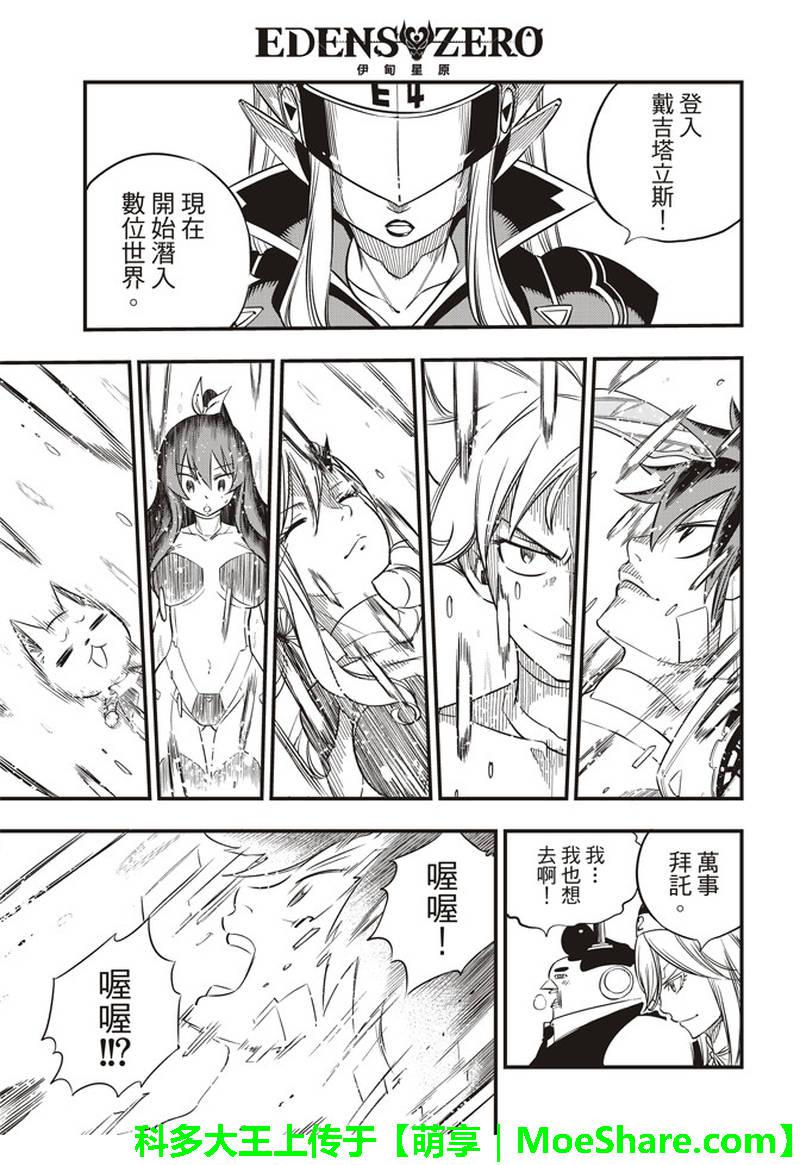 EDENS ZERO
伊甸星原
E4
登入
戴吉塔立斯！
現在
開始潛入
數位世界。
萬事
拜託。
我…
我也想
去啊！
喔喔！
喔喔
!!?
科多大王上传于【萌享｜MoeShare.com】